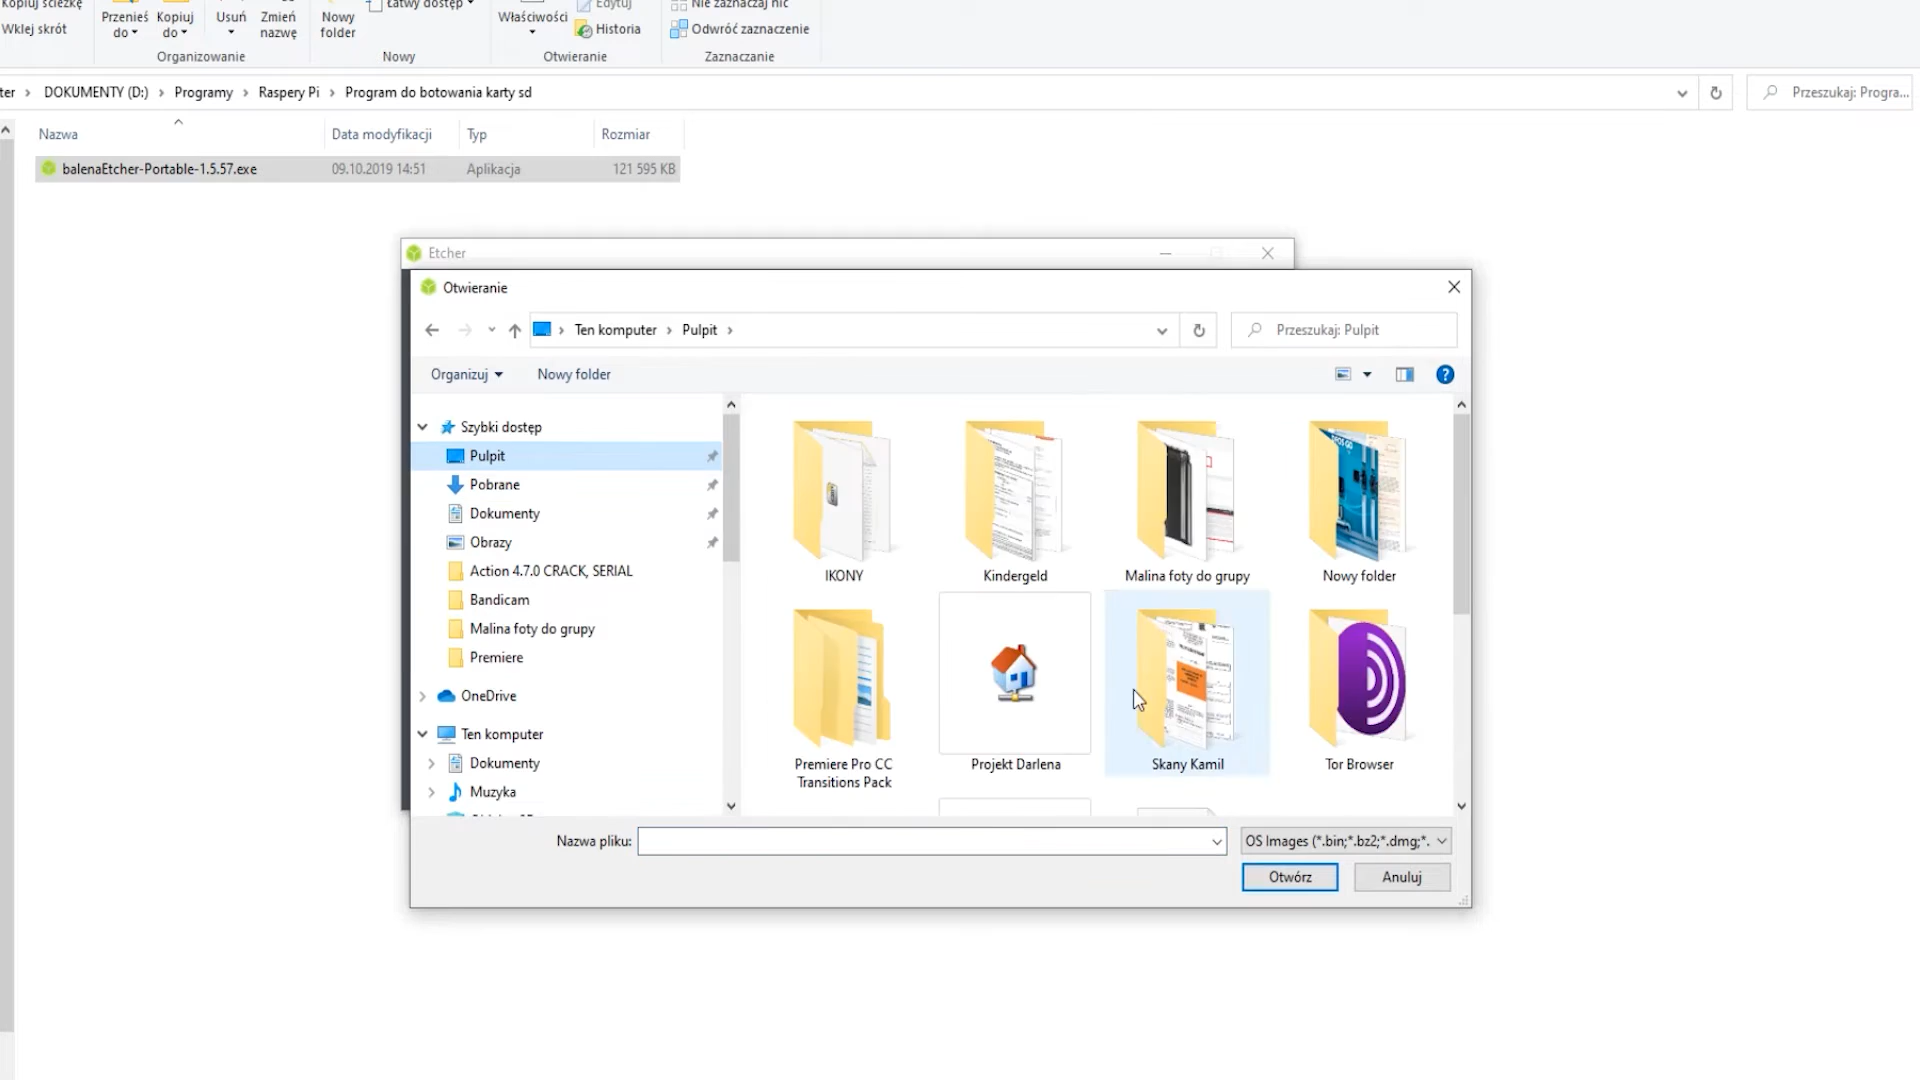 Kopiuj ścieżkę
Wklej skrót
Przenieś do
Kopiuj do
Usuń
Zmień nazwę
Organizowanie
Nowy folder
Łatwy dostęp
Nowy
Właściwości
Edytuj
Historia
Otwieranie
Nie zaznaczaj nic
Odwróć zaznaczenie
Zaznaczanie
ter › DOKUMENTY (D:) › Programy › Raspery Pi › Program do botowania karty sd
Przeszukaj: Progra...
Nazwa Data modyfikacji Typ Rozmiar
balenaEtcher-Portable-1.5.57.exe 09.10.2019 14:51 Aplikacja 121 595 KB
Etcher
Otwieranie
Ten komputer › Pulpit ›
Przeszukaj: Pulpit
Organizuj Nowy folder
Szybki dostęp
Pulpit
Pobrane
Dokumenty
Obrazy
Action 4.7.0 CRACK, SERIAL
Bandicam
Malina foty do grupy
Premiere
OneDrive
Ten komputer
Dokumenty
Muzyka
IKONY
Kindergeld
Malina foty do grupy
Nowy folder
Premiere Pro CC
Transitions Pack
Projekt Darlena
Skany Kamil
Tor Browser
Nazwa pliku:
OS Images (*.bin;*.bz2;*.dmg;*.
Otwórz
Anuluj